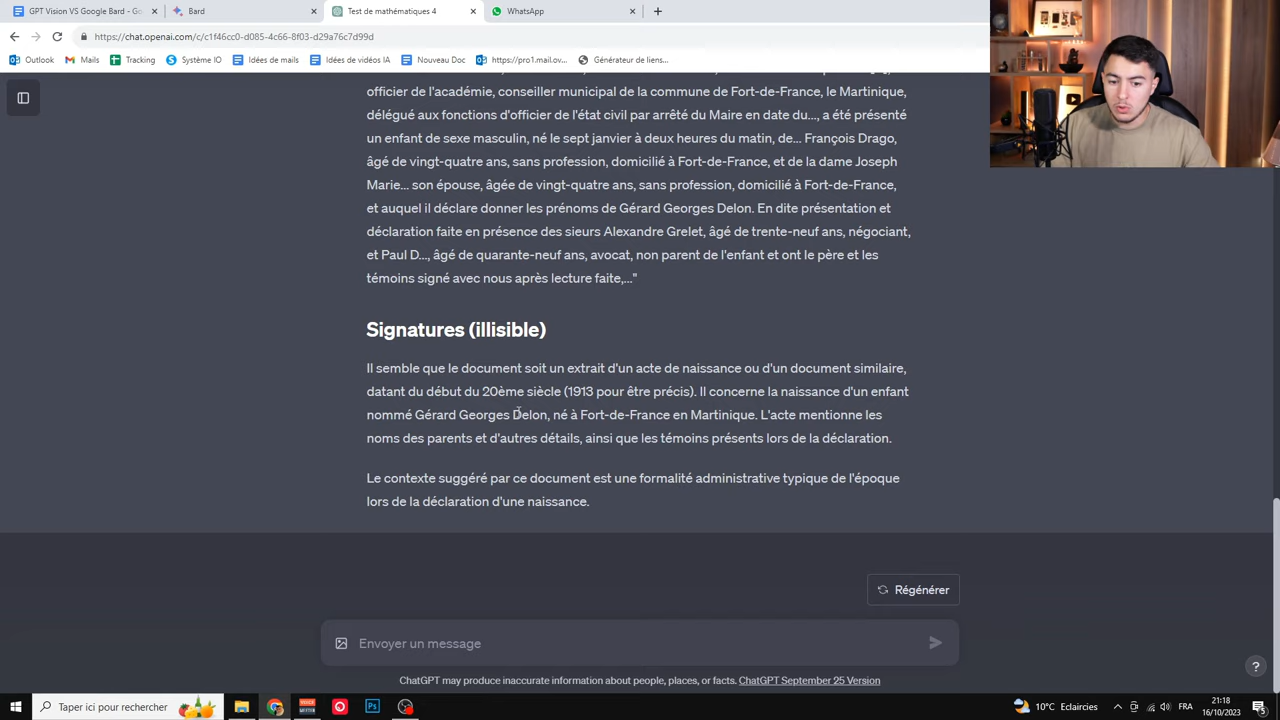 GPT Vision VS Google Bard - Go
Bard
Test de mathématiques 4
WhatsApp
https://chat.openai.com/c/c1f46cc0-d085-4c66-8f03-d29a76c7d99d
Outlook
Mails
Tracking
Système IO
Idées de mails
Idées de vidéos IA
Nouveau Doc
https://pro1.mail.ov...
Générateur de liens...
officier de l'académie, conseiller municipal de la commune de Fort-de-France, le Martinique,
délégué aux fonctions d'officier de l'état civil par arrêté du Maire en date du..., a été présenté
un enfant de sexe masculin, né le sept janvier à deux heures du matin, de... François Drago,
âgé de vingt-quatre ans, sans profession, domicilié à Fort-de-France, et de la dame Joseph
Marie... son épouse, âgée de vingt-quatre ans, sans profession, domicilié à Fort-de-France,
et auquel il déclare donner les prénoms de Gérard Georges Delon. En dite présentation et
déclaration faite en présence des sieurs Alexandre Grelet, âgé de trente-neuf ans, négociant,
et Paul D..., âgé de quarante-neuf ans, avocat, non parent de l'enfant et ont le père et les
témoins signé avec nous après lecture faite,..."
Signatures (illisible)
Il semble que le document soit un extrait d'un acte de naissance ou d'un document similaire,
datant du début du 20ème siècle (1913 pour être précis). Il concerne la naissance d'un enfant
nommé Gérard Georges Delon, né à Fort-de-France en Martinique. L'acte mentionne les
noms des parents et d'autres détails, ainsi que les témoins présents lors de la déclaration.
Le contexte suggéré par ce document est une formalité administrative typique de l'époque
lors de la déclaration d'une naissance.
Régénérer
Envoyer un message
ChatGPT may produce inaccurate information about people, places, or facts. ChatGPT September 25 Version
?
Taper ici pour rechercher
Ps
10°C Eclaircies
FRA
21:18
16/10/2023
5